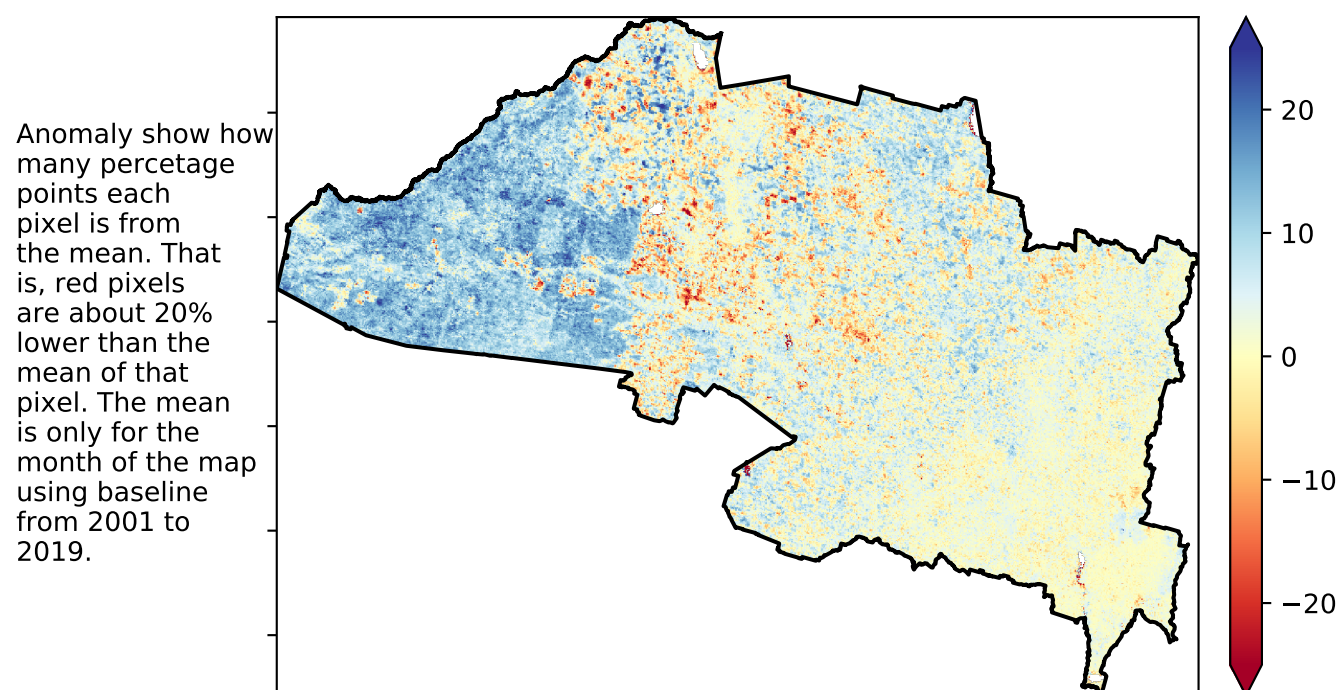 Anomaly show how
many percetage
points each
pixel is from
the mean. That
is, red pixels
are about 20%
lower than the
mean of that
pixel. The mean
is only for the
month of the map
using baseline
from 2001 to
2019.
20
10
0
−10
−20